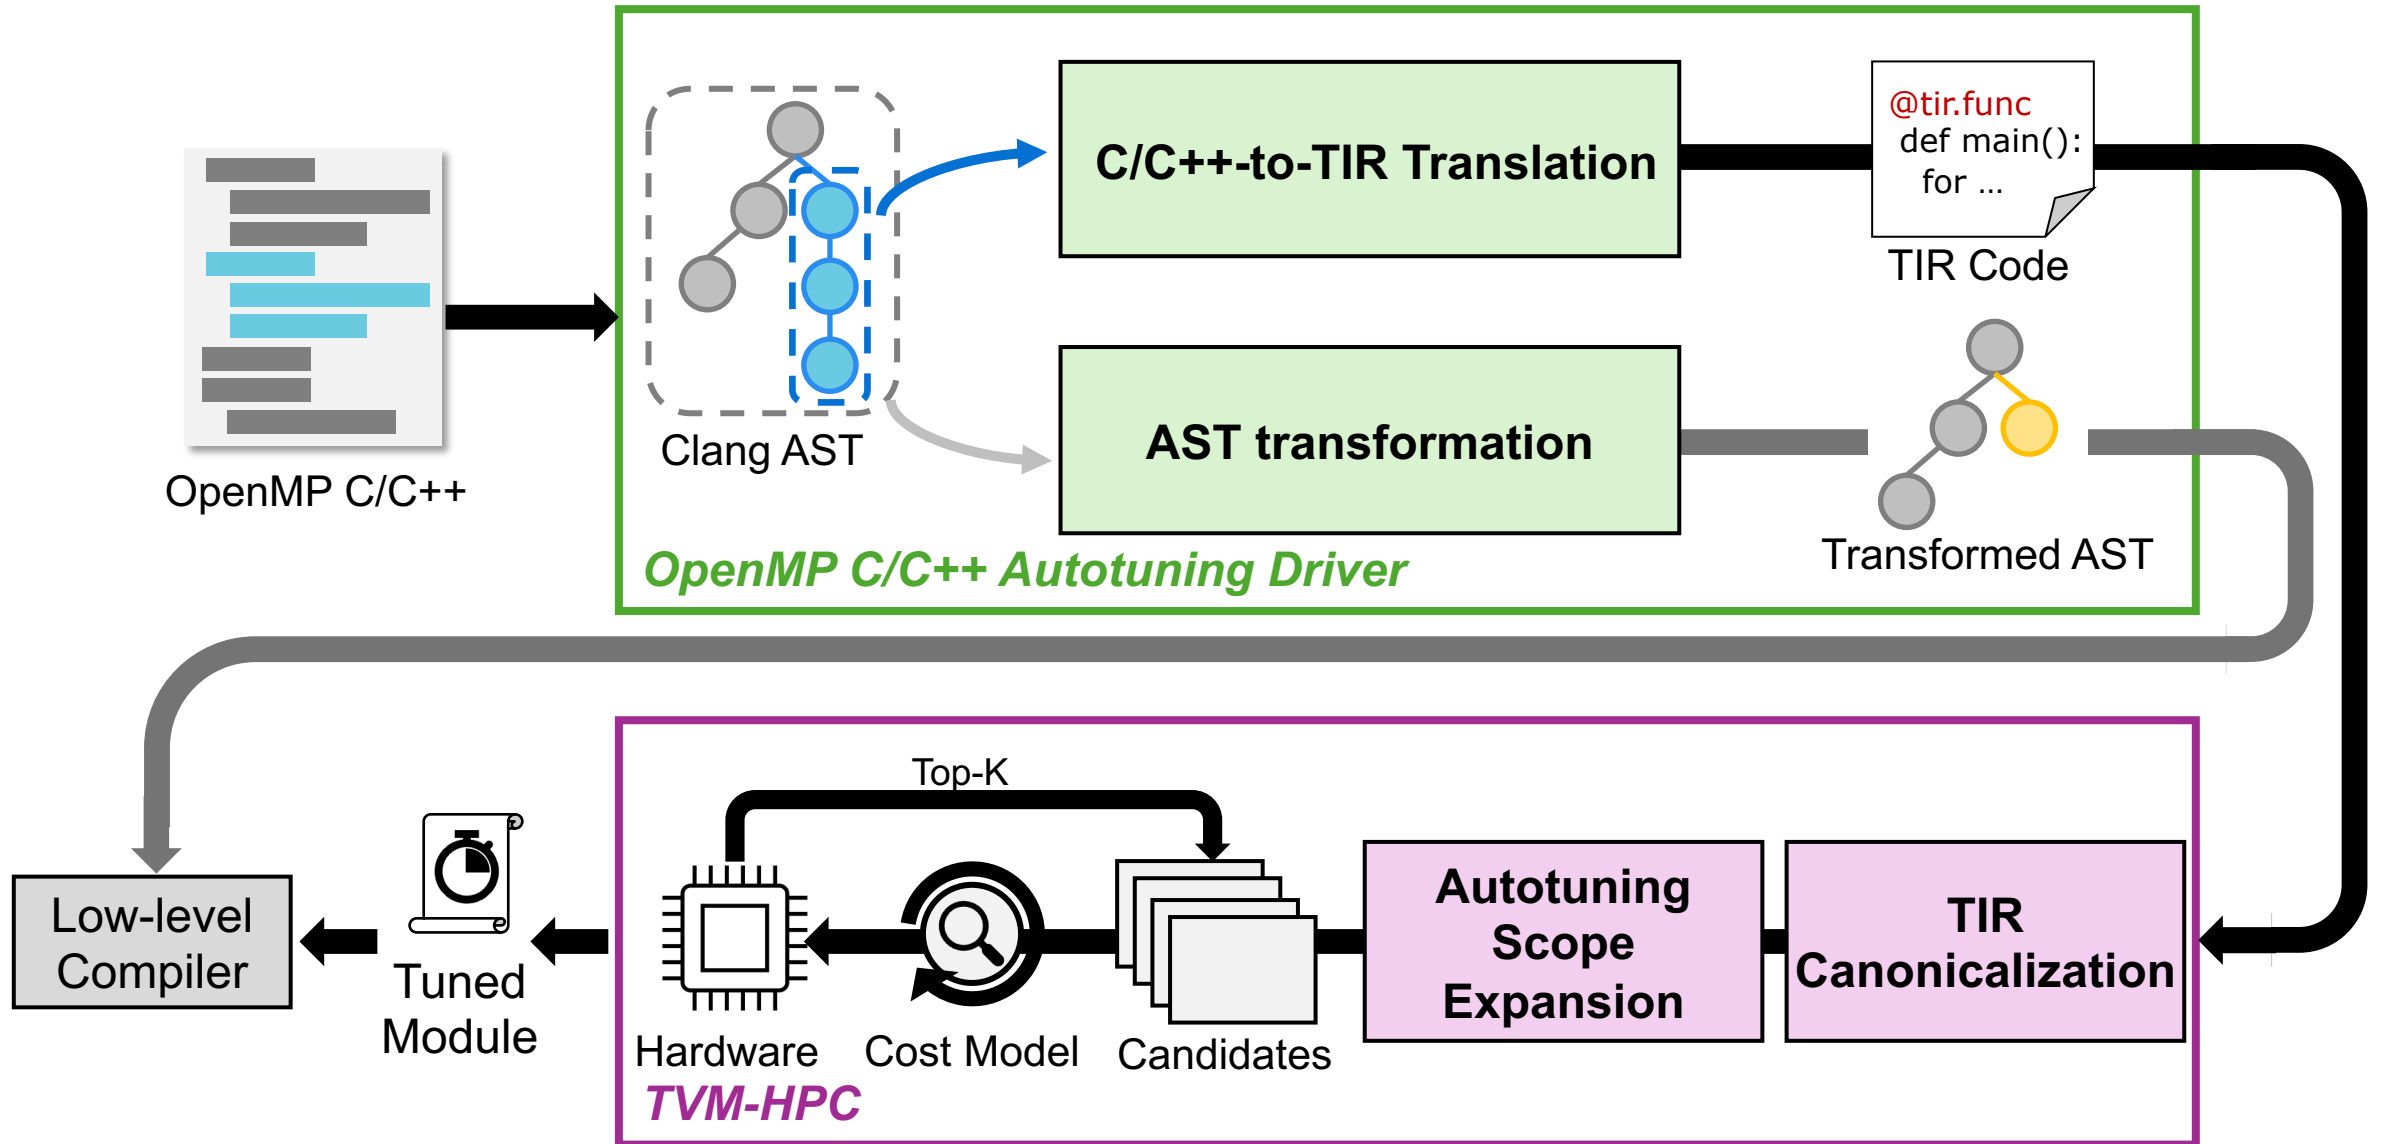 OpenMP C/C++
Clang AST
C/C++-to-TIR Translation
@tir.func
def main():
for ...
TIR Code
AST transformation
Transformed AST
OpenMP C/C++ Autotuning Driver
Low-level
Compiler
Tuned
Module
Top-K
Hardware
Cost Model
Candidates
Autotuning
Scope
Expansion
TIR
Canonicalization
TVM-HPC